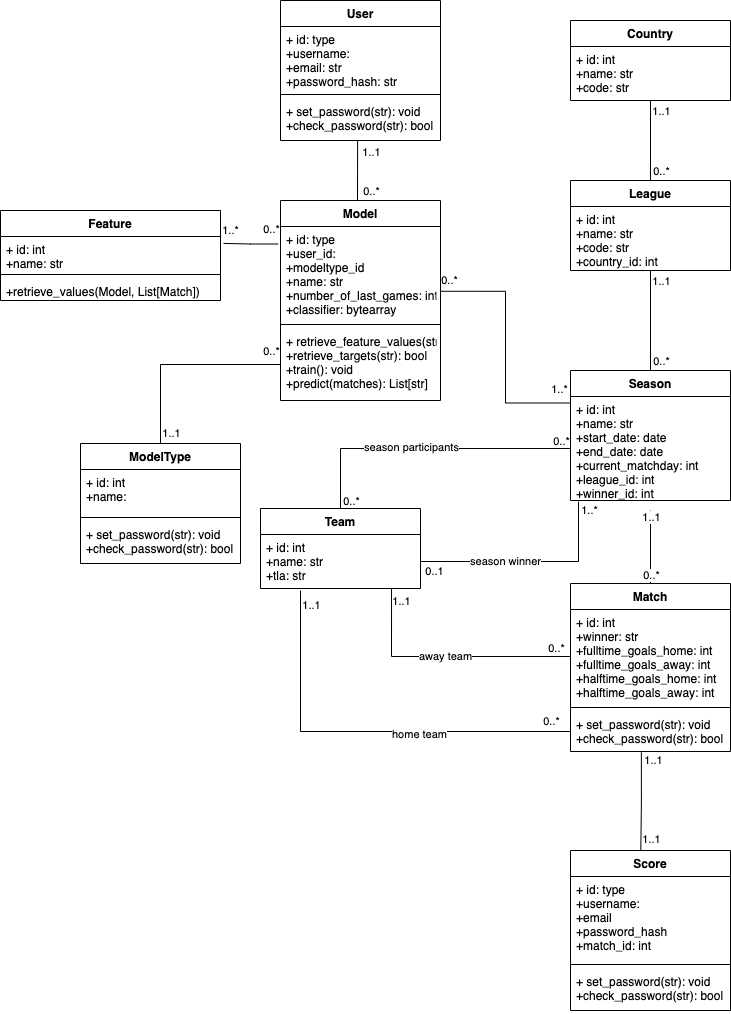 User
+ id: type
+username:
+email: str
+password_hash: str
+ set_password(str): void
+check_password(str): bool
1..1
0..*
Country
+ id: int
+name: str
+code: str
1..1
0..*
League
+ id: int
+name: str
+code: str
+country_id: int
1..1
0..*
Feature
+ id: int
+name: str
+retrieve_values(Model, List[Match])
1..*
0..*
Model
+ id: type
+user_id:
+modeltype_id
+name: str
+number_of_last_games: int
+classifier: bytearray
+ retrieve_feature_values(st
+retrieve_targets(str): bool
+train(): void
+predict(matches): List[str]
0..*
1..*
0..*
1..1
ModelType
+ id: int
+name:
+ set_password(str): void
+check_password(str): bool
Season
+ id: int
+name: str
+start_date: date
+end_date: date
+current_matchday: int
+league_id: int
+winner_id: int
0..*
season participants
0..*
1..*
season winner
0..1
1..1
0..*
Team
+ id: int
+name: str
+tla: str
1..1
1..1
away team
0..*
home team
0..*
Match
+ id: int
+winner: str
+fulltime_goals_home: int
+fulltime_goals_away: int
+halftime_goals_home: int
+halftime_goals_away: int
+ set_password(str): void
+check_password(str): bool
1..1
1..1
Score
+ id: type
+username:
+email
+password_hash
+match_id: int
+ set_password(str): void
+check_password(str): bool